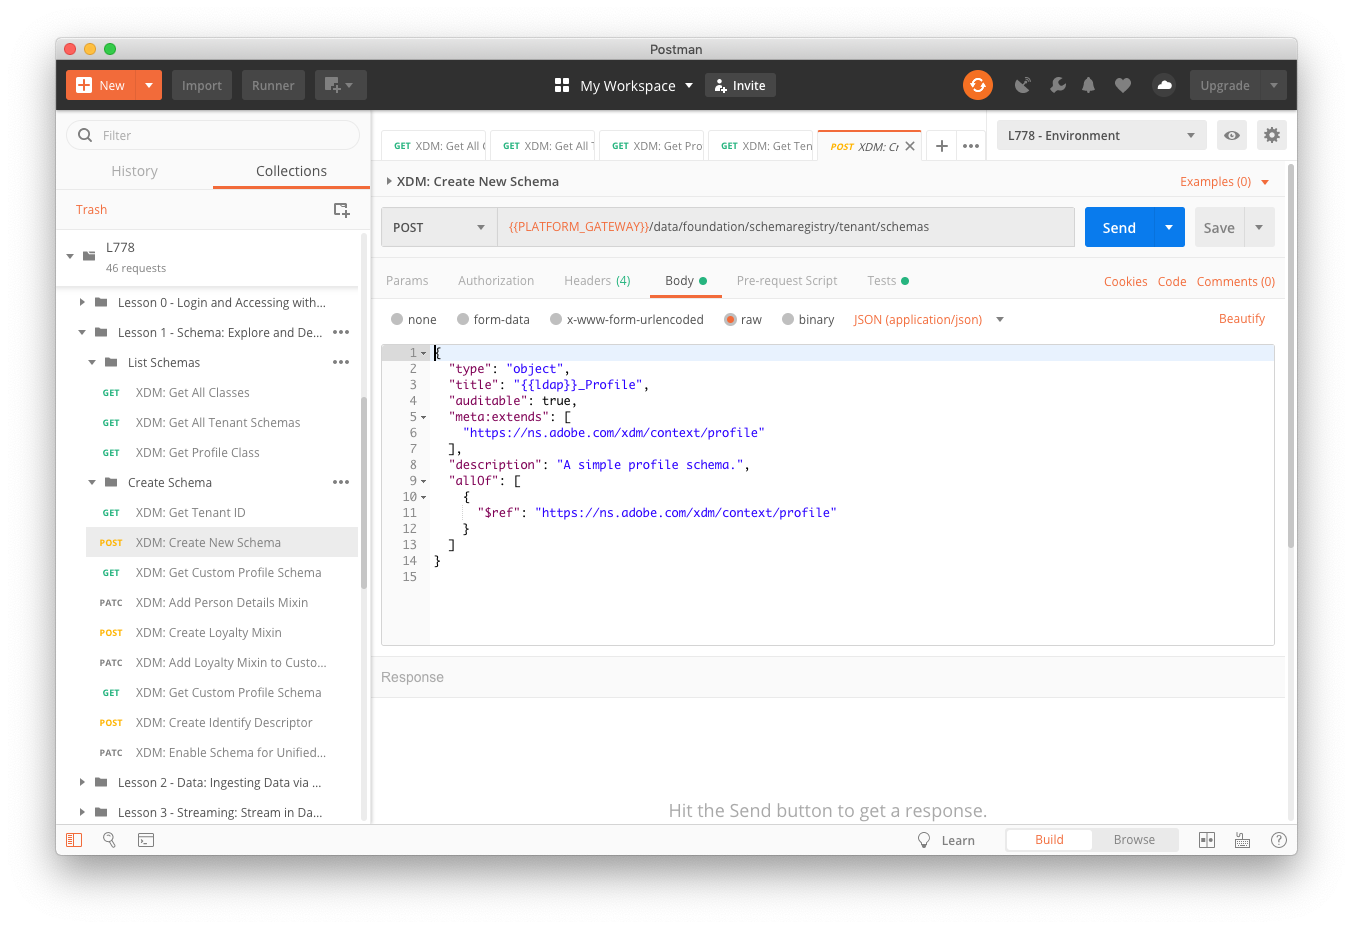 Postman
New
Import
Runner
My Workspace
Invite
Upgrade
Filter
History
Collections
Trash
L778
46 requests
Lesson 0 - Login and Accessing with...
Lesson 1 - Schema: Explore and De...
List Schemas
GET XDM: Get All Classes
GET XDM: Get All Tenant Schemas
GET XDM: Get Profile Class
Create Schema
GET XDM: Get Tenant ID
POST XDM: Create New Schema
GET XDM: Get Custom Profile Schema
PATC XDM: Add Person Details Mixin
POST XDM: Create Loyalty Mixin
PATC XDM: Add Loyalty Mixin to Custo...
GET XDM: Get Custom Profile Schema
POST XDM: Create Identify Descriptor
PATC XDM: Enable Schema for Unified...
Lesson 2 - Data: Ingesting Data via ...
Lesson 3 - Streaming: Stream in Da...
GET XDM: Get All
GET XDM: Get All
GET XDM: Get Pro
GET XDM: Get Ten
POST XDM: Cr
L778 - Environment
XDM: Create New Schema
Examples (0)
POST
{{PLATFORM_GATEWAY}}/data/foundation/schemaregistry/tenant/schemas
Send
Save
Params
Authorization
Headers (4)
Body
Pre-request Script
Tests
Cookies
Code
Comments (0)
none
form-data
x-www-form-urlencoded
raw
binary
JSON (application/json)
Beautify
1 {
2 "type": "object",
3 "title": "{{ldap}}_Profile",
4 "auditable": true,
5 "meta:extends": [
6 "https://ns.adobe.com/xdm/context/profile"
7 ],
8 "description": "A simple profile schema.",
9 "allOf": [
10 {
11 "$ref": "https://ns.adobe.com/xdm/context/profile"
12 }
13 ]
14 }
15
Response
Hit the Send button to get a response.
Learn
Build
Browse